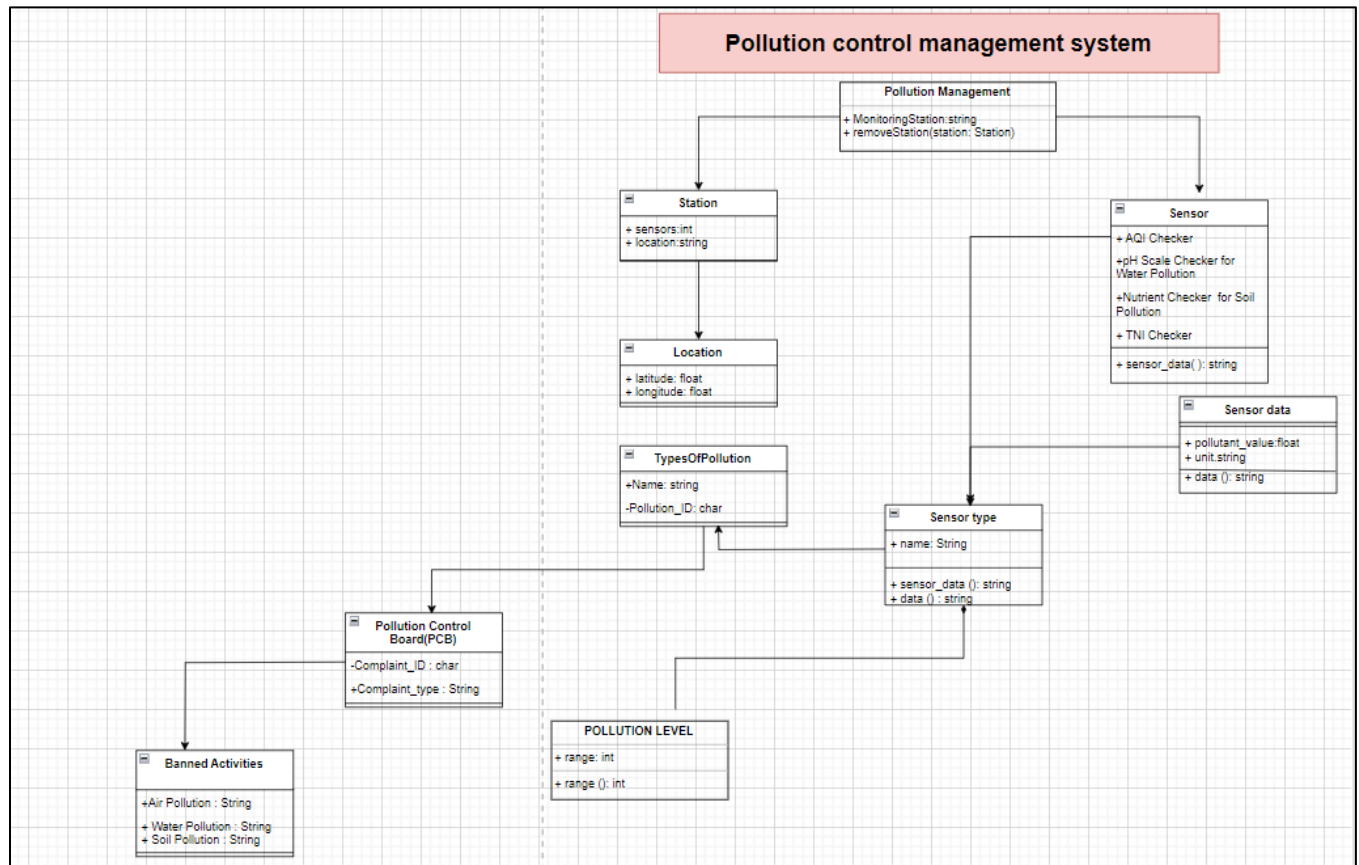 Pollution control management system
Pollution Management
+ MonitoringStation:string
+ removeStation(station: Station)
Station
+ sensors:int
+ location:string
Sensor
+ AQI Checker
+pH Scale Checker for
Water Pollution
+Nutrient Checker for Soil
Pollution
+ TNI Checker
+ sensor_data( ): string
Location
+ latitude: float
+ longitude: float
Sensor data
+ pollutant_value:float
+ unit.string
+ data (): string
TypesOfPollution
+Name: string
-Pollution_ID: char
Sensor type
+ name: String
+ sensor_data (): string
+ data () : string
Pollution Control
Board(PCB)
-Complaint_ID : char
+Complaint_type : String
POLLUTION LEVEL
+ range: int
+ range (): int
Banned Activities
+Air Pollution : String
+ Water Pollution : String
+ Soil Pollution : String